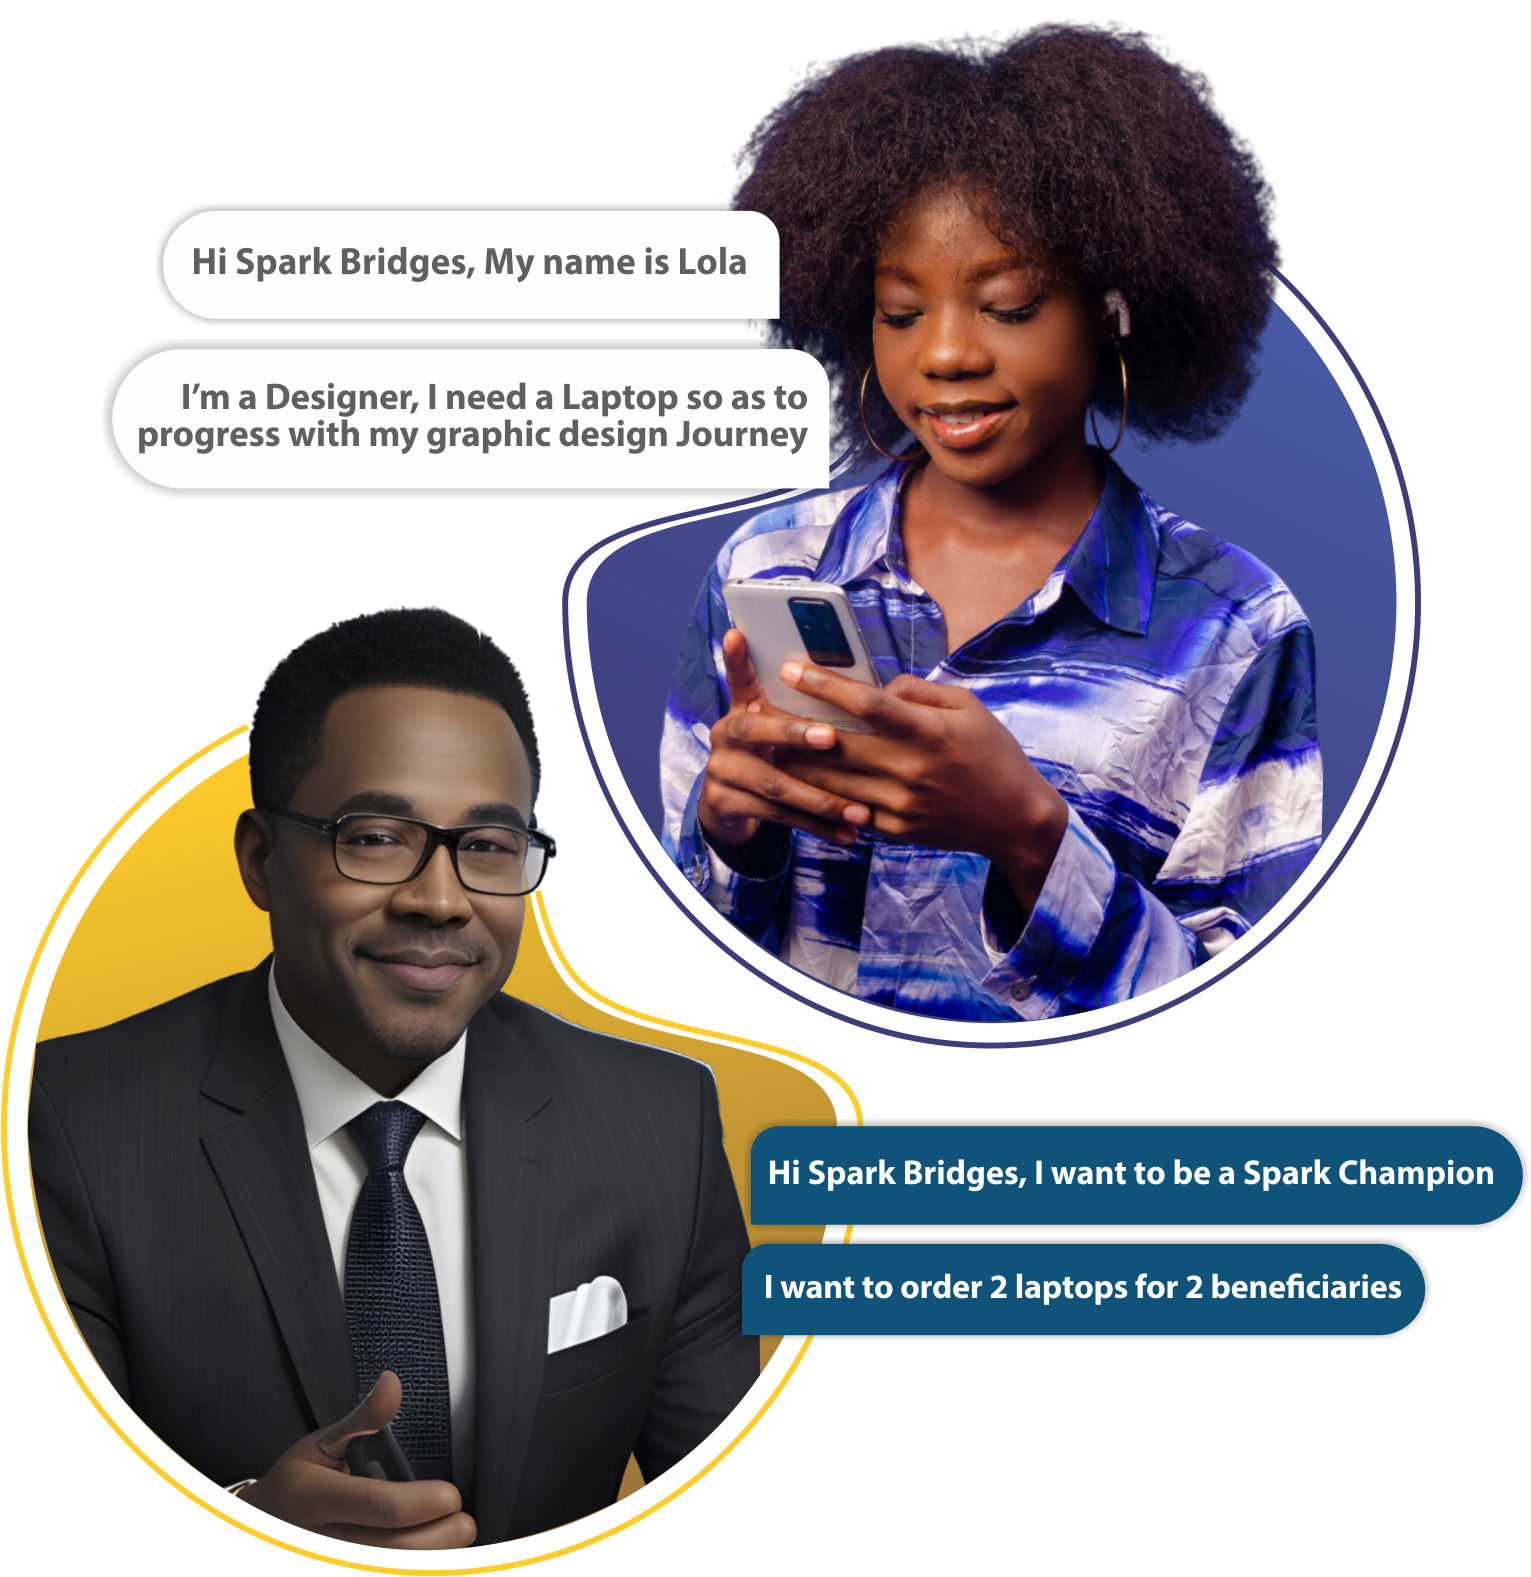 Hi Spark Bridges, My name is Lola
I’m a Designer, I need a Laptop so as to
progress with my graphic design Journey
Hi Spark Bridges, I want to be a Spark Champion
I want to order 2 laptops for 2 beneficiaries